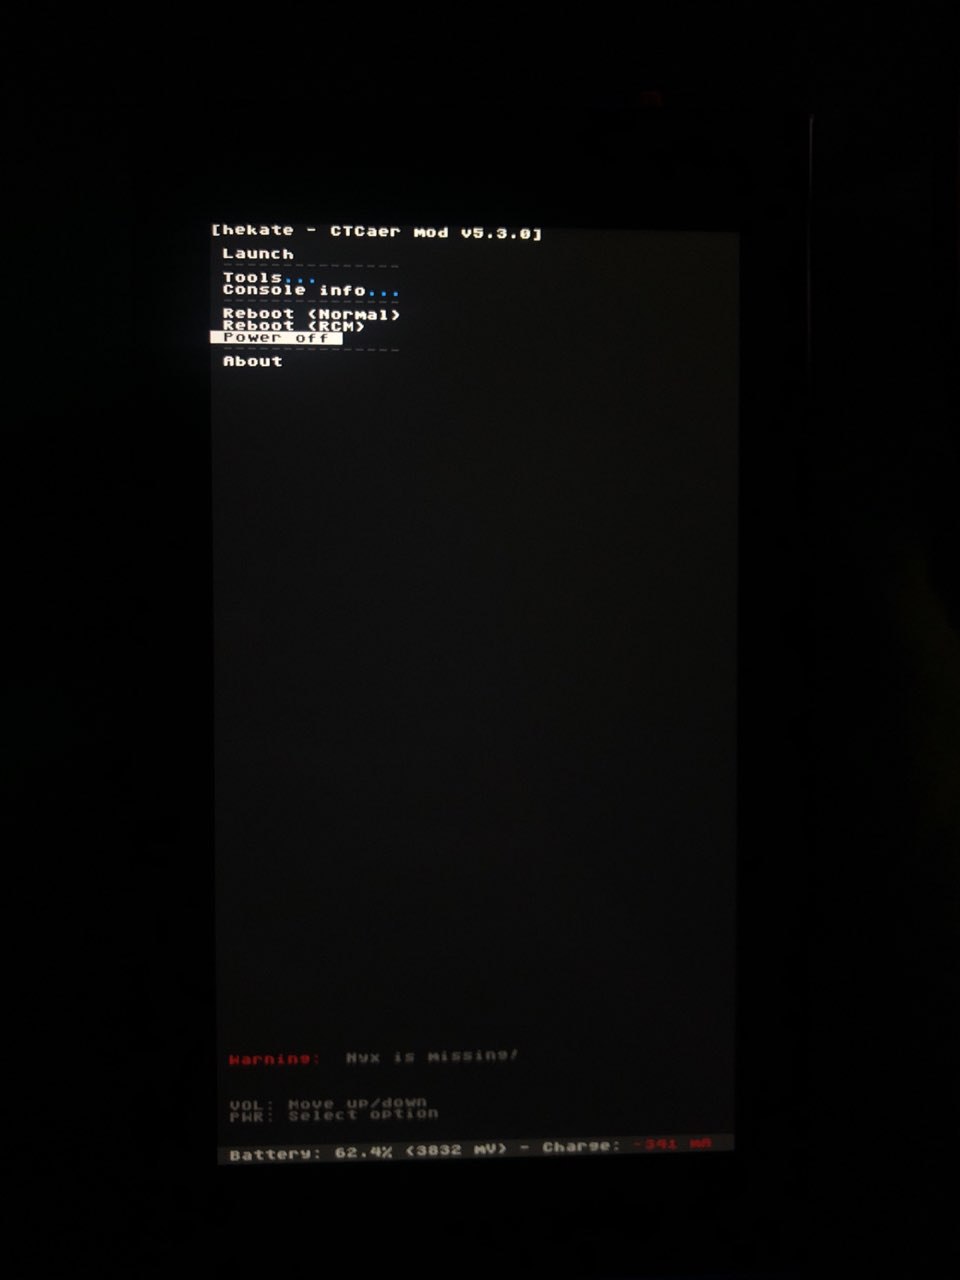 [hekate - CTCaer mod v5.3.0]
Launch
---------------
Tools...
Console info...
---------------
Reboot (Normal)
Reboot (RCM)
Power off
---------------
About
Warning: Nyx is missing!
VOL: Move up/down
PWR: Select option
Battery: 62.4% (3832 mV) - Charge: -341 mA